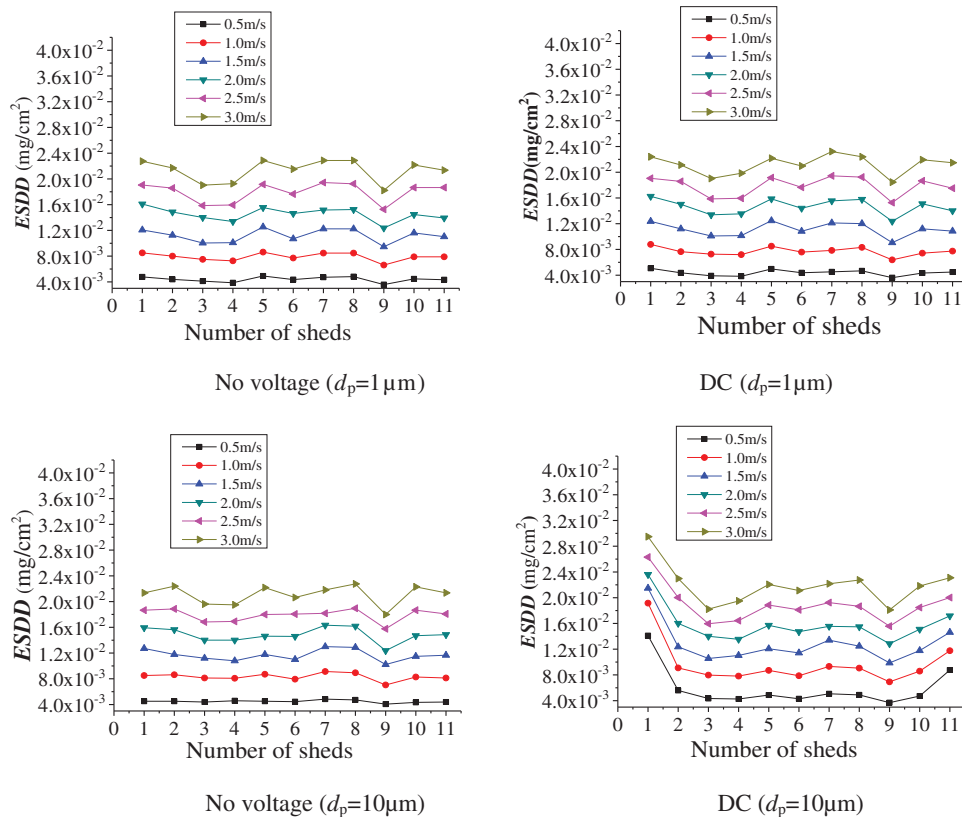 0.5m/s
1.0m/s
1.5m/s
2.0m/s
2.5m/s
3.0m/s
4.0x10⁻²
3.6x10⁻²
3.2x10⁻²
2.8x10⁻²
2.4x10⁻²
2.0x10⁻²
1.6x10⁻²
1.2x10⁻²
8.0x10⁻³
4.0x10⁻³
ESDD (mg/cm²)
0 1 2 3 4 5 6 7 8 9 10 11
Number of sheds
No voltage (dₚ=1μm)
0.5m/s
1.0m/s
1.5m/s
2.0m/s
2.5m/s
3.0m/s
4.0x10⁻²
3.6x10⁻²
3.2x10⁻²
2.8x10⁻²
2.4x10⁻²
2.0x10⁻²
1.6x10⁻²
1.2x10⁻²
8.0x10⁻³
4.0x10⁻³
ESDD(mg/cm²)
0 1 2 3 4 5 6 7 8 9 10 11
Number of sheds
DC (dₚ=1μm)
0.5m/s
1.0m/s
1.5m/s
2.0m/s
2.5m/s
3.0m/s
4.0x10⁻²
3.6x10⁻²
3.2x10⁻²
2.8x10⁻²
2.4x10⁻²
2.0x10⁻²
1.6x10⁻²
1.2x10⁻²
8.0x10⁻³
4.0x10⁻³
ESDD (mg/cm²)
0 1 2 3 4 5 6 7 8 9 10 11
Number of sheds
No voltage (dₚ=10μm)
0.5m/s
1.0m/s
1.5m/s
2.0m/s
2.5m/s
3.0m/s
4.0x10⁻²
3.6x10⁻²
3.2x10⁻²
2.8x10⁻²
2.4x10⁻²
2.0x10⁻²
1.6x10⁻²
1.2x10⁻²
8.0x10⁻³
4.0x10⁻³
ESDD (mg/cm²)
0 1 2 3 4 5 6 7 8 9 10 11
Number of sheds
DC (dₚ=10μm)